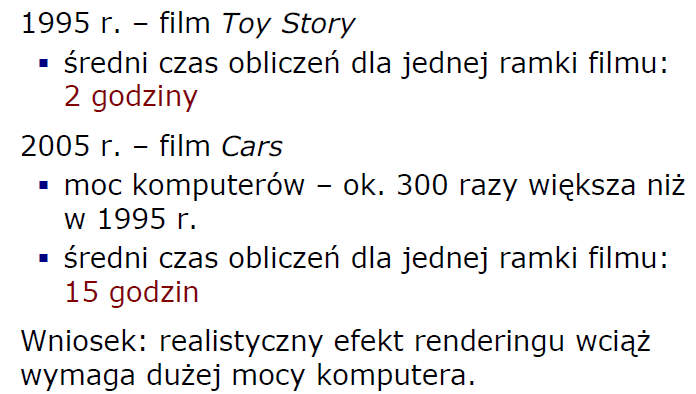 1995 r. – film Toy Story
▪ średni czas obliczeń dla jednej ramki filmu:
2 godziny
2005 r. – film Cars
▪ moc komputerów – ok. 300 razy większa niż
w 1995 r.
▪ średni czas obliczeń dla jednej ramki filmu:
15 godzin
Wniosek: realistyczny efekt renderingu wciąż
wymaga dużej mocy komputera.